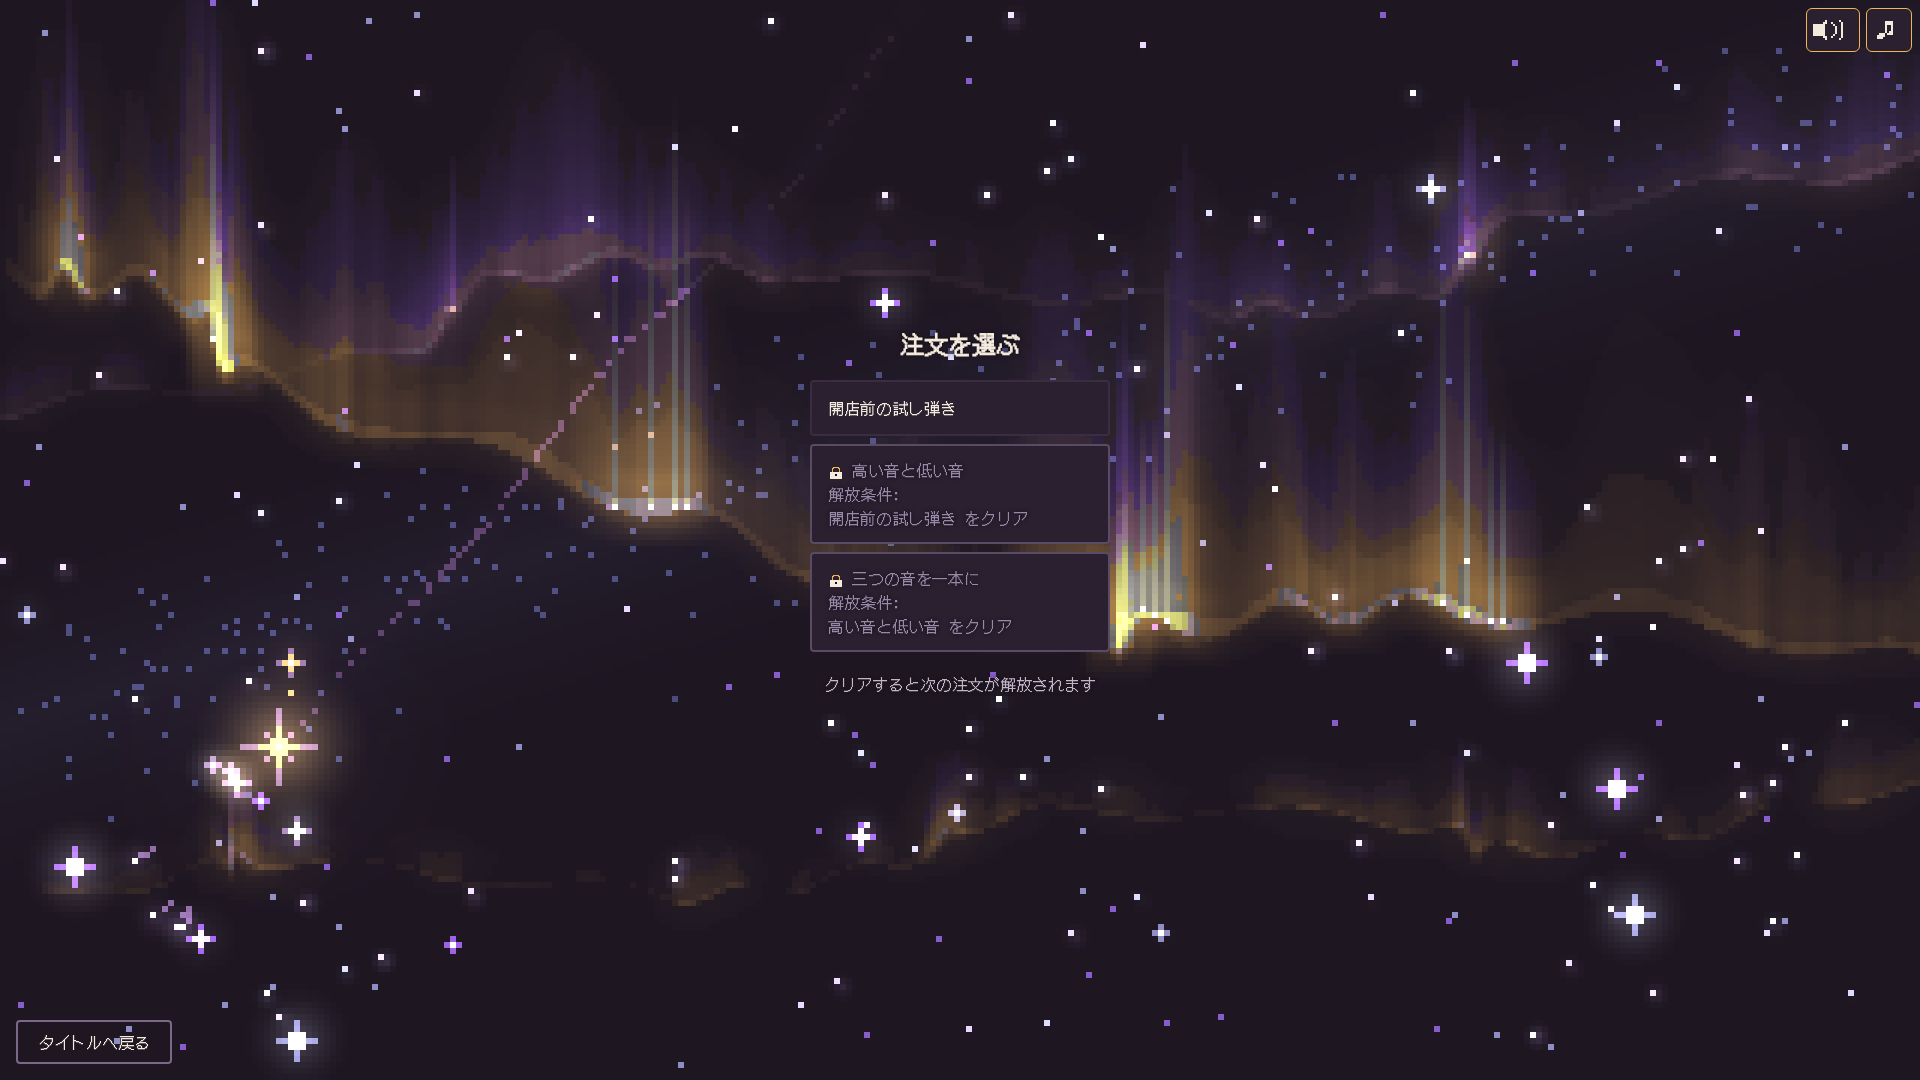 注文を選ぶ
開店前の試し弾き
高い音と低い音
解放条件:
開店前の試し弾き をクリア
三つの音を一本に
解放条件:
高い音と低い音 をクリア
クリアすると次の注文が解放されます
タイトルへ戻る